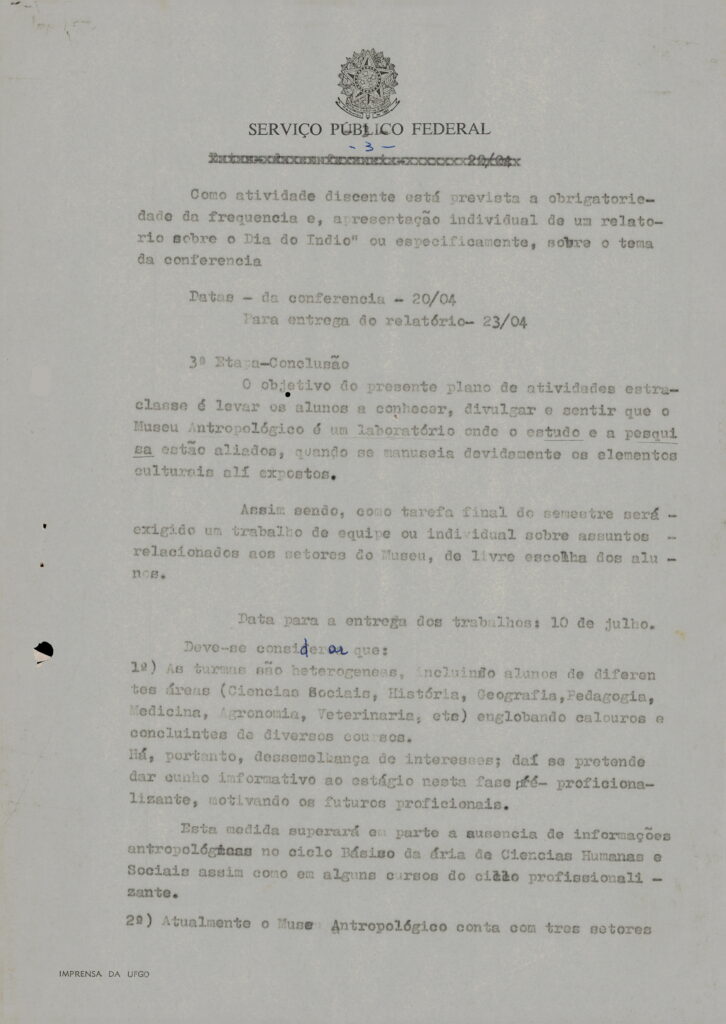 SERVIÇO PÚBLICO FEDERAL
- 3 -
22/04
Como atividade discente está prevista a obrigatorie-
dade da frequencia e, apresentação individual de um relato-
rio sobre o Dia do Indio" ou especificamente, sobre o tema
da conferencia
Datas - da conferencia - 20/04
Para entrega do relatório- 23/04
3ª Etapa-Conclusão
O objetivo do presente plano de atividades estra-
classe é levar os alunos a conhecer, divulgar e sentir que o
Museu Antropológico é um laboratório onde o estudo e a pesqui
sa estão aliados, quando se manuseia devidamente os elementos
culturais alí expostos.
Assim sendo, como tarefa final do semestre será -
exigido um trabalho de equipe ou individual sobre assuntos -
relacionados aos setores do Museu, de livre escolha dos alu -
nos.
Data para a entrega dos trabalhos: 10 de julho.
Deve-se considerar que:
1º) As turmas são heterogenees, incluindo alunos de diferen
tes áreas (Ciencias Sociais, História, Geografia,Pedagogia,
Medicina, Agronomia, Veterinaria, etc) englobando calouros e
concluintes de diversos coursos.
Há, portanto, dessemelhança de interesses; daí se pretende
dar cunho informativo ao estágio nesta fase pré- proficiona-
lizante, motivando os futuros proficionais.
Esta medida superará em parte a ausencia de informações
antropológicas no ciclo Básiso da ária de Ciencias Humanas e
Sociais assim como em alguns cursos do ciclo profissionali -
zante.
2º) Atualmente o Muse Antropológico conta com tres setores
IMPRENSA DA UFGO